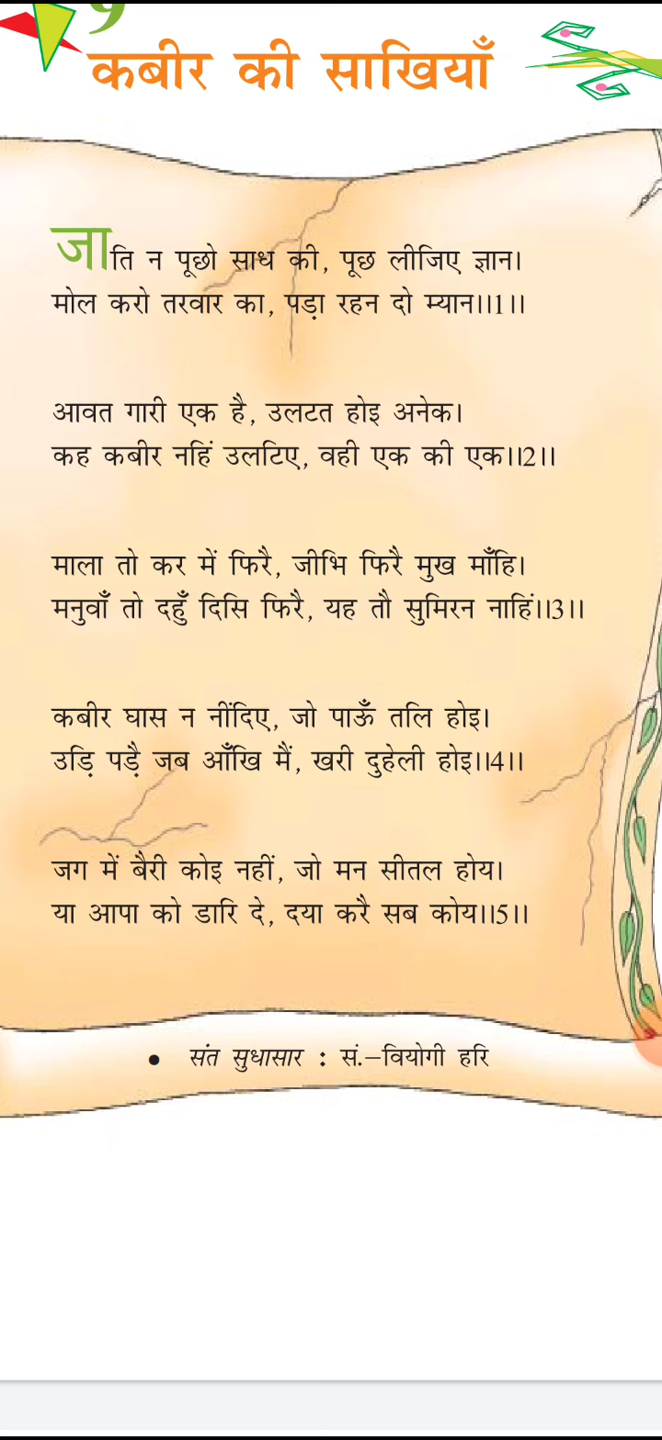 9
कबीर की साखियाँ
जाति न पूछो साध की, पूछ लीजिए ज्ञान।
मोल करो तरवार का, पड़ा रहन दो म्यान।।1।।
आवत गारी एक है, उलटत होइ अनेक।
कह कबीर नहिं उलटिए, वही एक की एक।।2।।
माला तो कर में फिरै, जीभि फिरै मुख माँहि।
मनुवाँ तो दहुँ दिसि फिरै, यह तौ सुमिरन नाहिं।।3।।
कबीर घास न नींदिए, जो पाऊँ तलि होइ।
उड़ि पड़ै जब आँखि मैं, खरी दुहेली होइ।।4।।
जग में बैरी कोइ नहीं, जो मन सीतल होय।
या आपा को डारि दे, दया करै सब कोय।।5।।
● संत सुधासार : सं.–वियोगी हरि